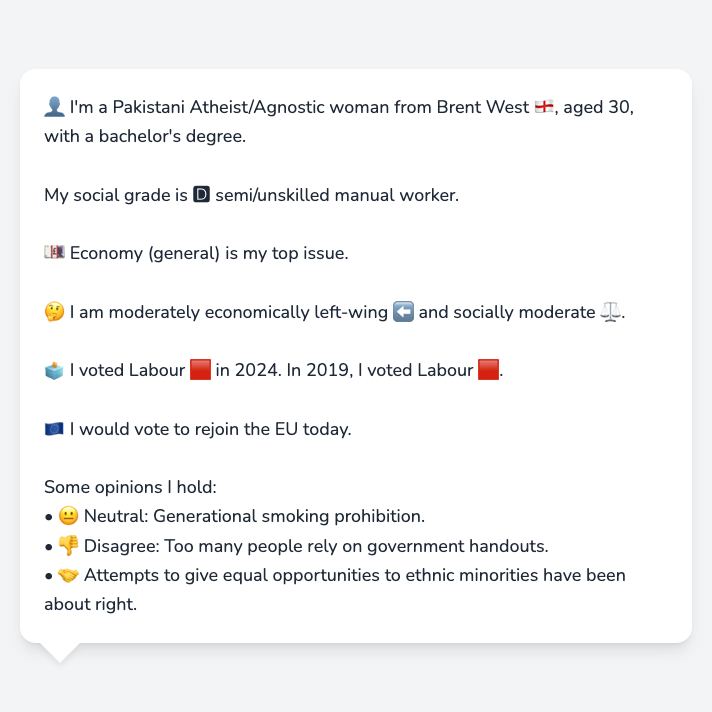 👤 I'm a Pakistani Atheist/Agnostic woman from Brent West 🏴󠁧󠁢󠁥󠁮󠁧󠁿, aged 30,
with a bachelor's degree.
My social grade is 🅳 semi/unskilled manual worker.
💷 Economy (general) is my top issue.
🤔 I am moderately economically left-wing ⬅️ and socially moderate ⚖️.
🗳️ I voted Labour 🟥 in 2024. In 2019, I voted Labour 🟥.
🇪🇺 I would vote to rejoin the EU today.
Some opinions I hold:
• 😐 Neutral: Generational smoking prohibition.
• 👎 Disagree: Too many people rely on government handouts.
• 🤝 Attempts to give equal opportunities to ethnic minorities have been
about right.